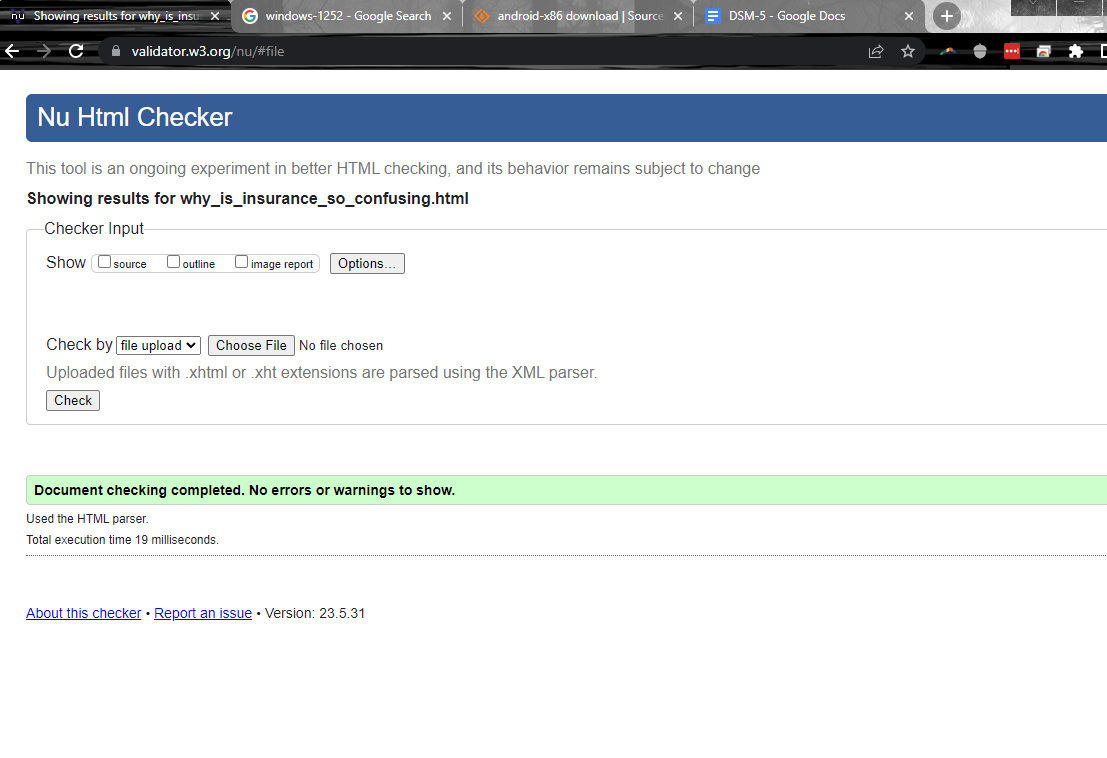 nu Showing results for why_is_insu
windows-1252 - Google Search
android-x86 download | Source
DSM-5 - Google Docs
validator.w3.org/nu/#file
Nu Html Checker
This tool is an ongoing experiment in better HTML checking, and its behavior remains subject to change
Showing results for why_is_insurance_so_confusing.html
Checker Input
Show source outline image report Options...
Check by file upload Choose File No file chosen
Uploaded files with .xhtml or .xht extensions are parsed using the XML parser.
Check
Document checking completed. No errors or warnings to show.
Used the HTML parser.
Total execution time 19 milliseconds.
About this checker • Report an issue • Version: 23.5.31